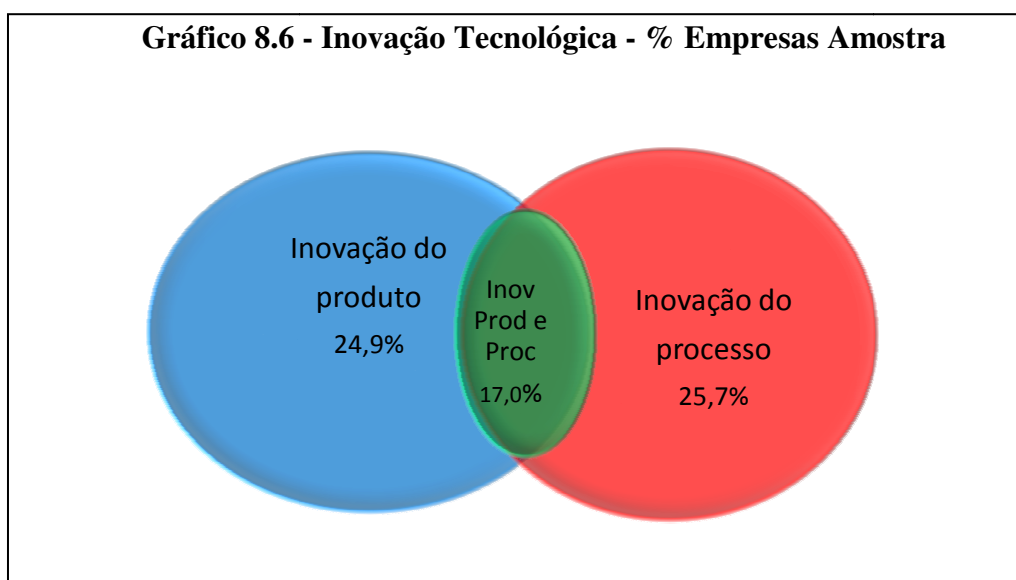 Gráfico 8.6 - Inovação Tecnológica - % Empresas Amostra
Inovação do
produto
24,9%
Inov
Prod e
Proc
17,0%
Inovação do
processo
25,7%